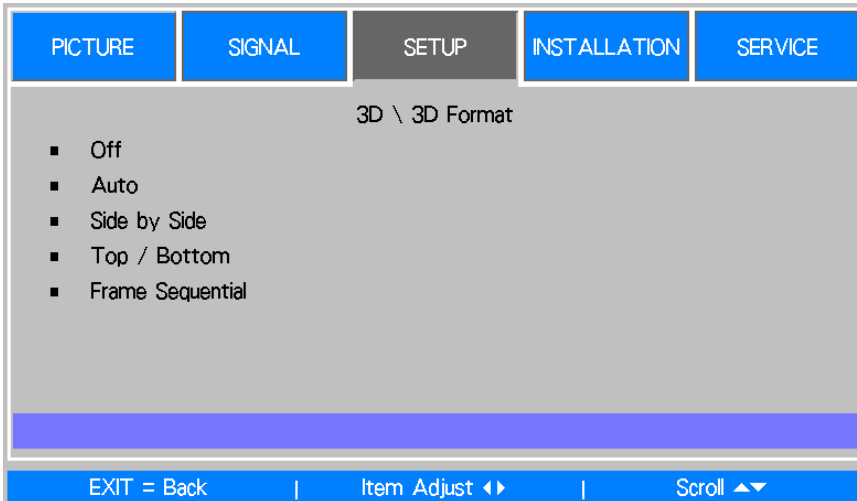 PICTURE SIGNAL SETUP INSTALLATION SERVICE
3D \ 3D Format
▪ Off
▪ Auto
▪ Side by Side
▪ Top / Bottom
▪ Frame Sequential
EXIT = Back | Item Adjust ◂▸ | Scroll ▴▾